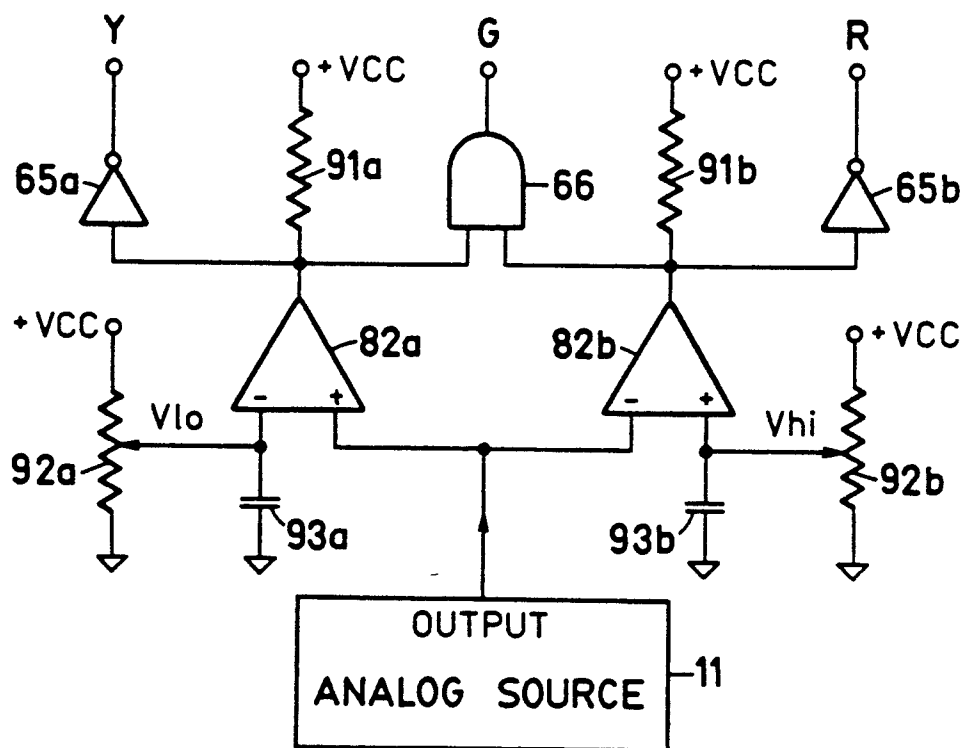 Y G R
+VCC +VCC
65a 91a 66 91b 65b
+VCC 82a 82b +VCC
- + - +
Vlo Vhi
92a 93a 93b 92b
OUTPUT
ANALOG SOURCE 11